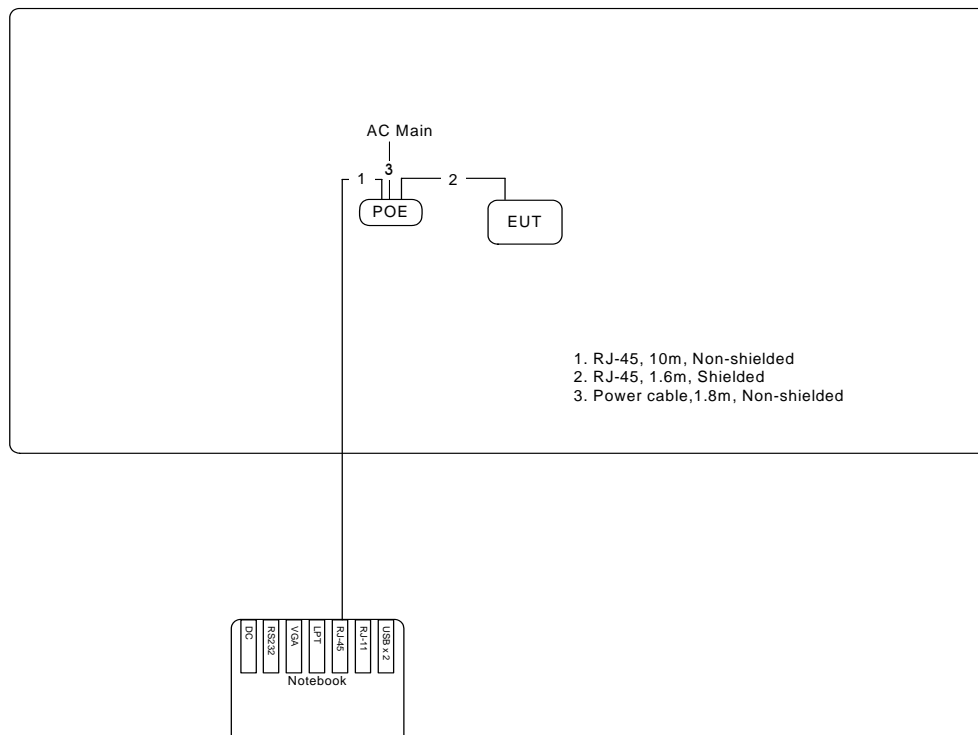 AC Main
3
1
2
POE
EUT
1. RJ-45, 10m, Non-shielded
2. RJ-45, 1.6m, Shielded
3. Power cable,1.8m, Non-shielded
DC
RS232
VGA
LPT
RJ-45
RJ-11
USB x 2
Notebook